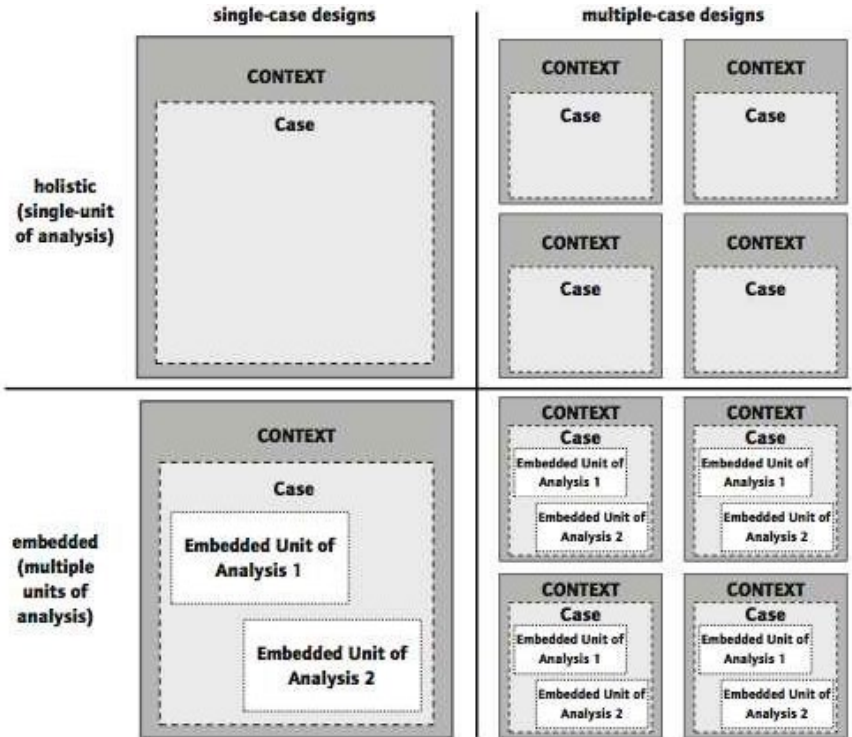 single-case designs
multiple-case designs
holistic
(single-unit
of analysis)
CONTEXT
Case
CONTEXT
Case
CONTEXT
Case
CONTEXT
Case
CONTEXT
Case
embedded
(multiple
units of
analysis)
CONTEXT
Case
Embedded Unit of
Analysis 1
Embedded Unit of
Analysis 2
CONTEXT
Case
Embedded Unit of
Analysis 1
Embedded Unit of
Analysis 2
CONTEXT
Case
Embedded Unit of
Analysis 1
Embedded Unit of
Analysis 2
CONTEXT
Case
Embedded Unit of
Analysis 1
Embedded Unit of
Analysis 2
CONTEXT
Case
Embedded Unit of
Analysis 1
Embedded Unit of
Analysis 2